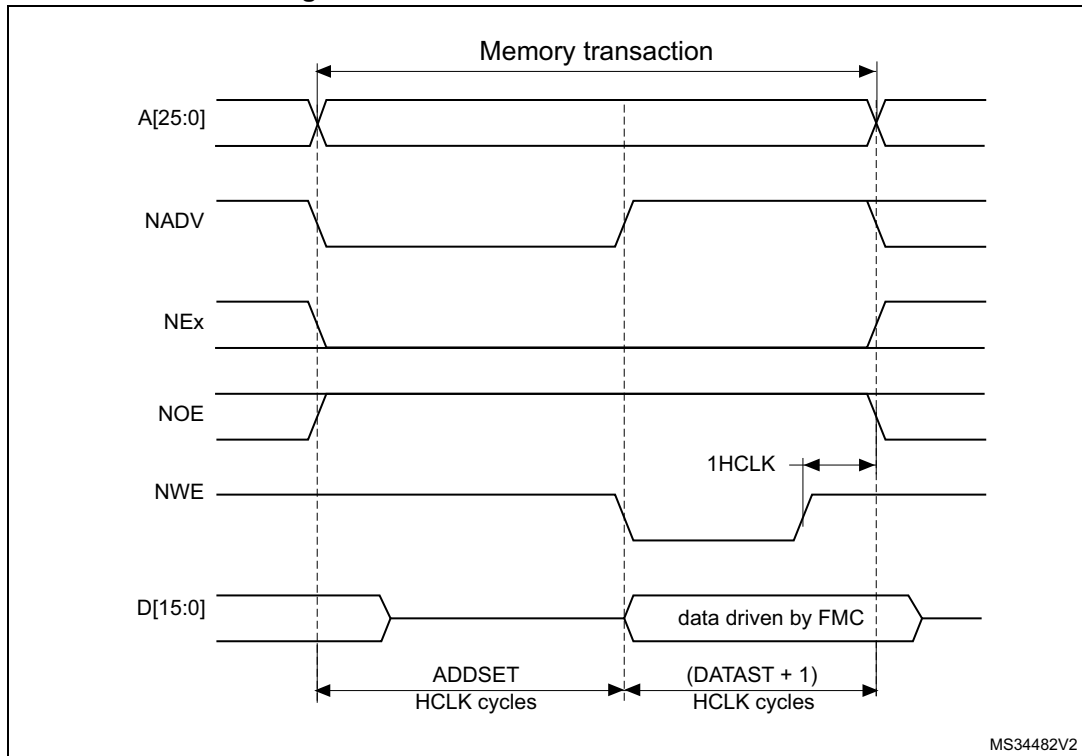 Memory transaction
A[25:0]
NADV
NEx
NOE
1HCLK
NWE
D[15:0]
data driven by FMC
ADDSET
HCLK cycles
(DATAST + 1)
HCLK cycles
MS34482V2